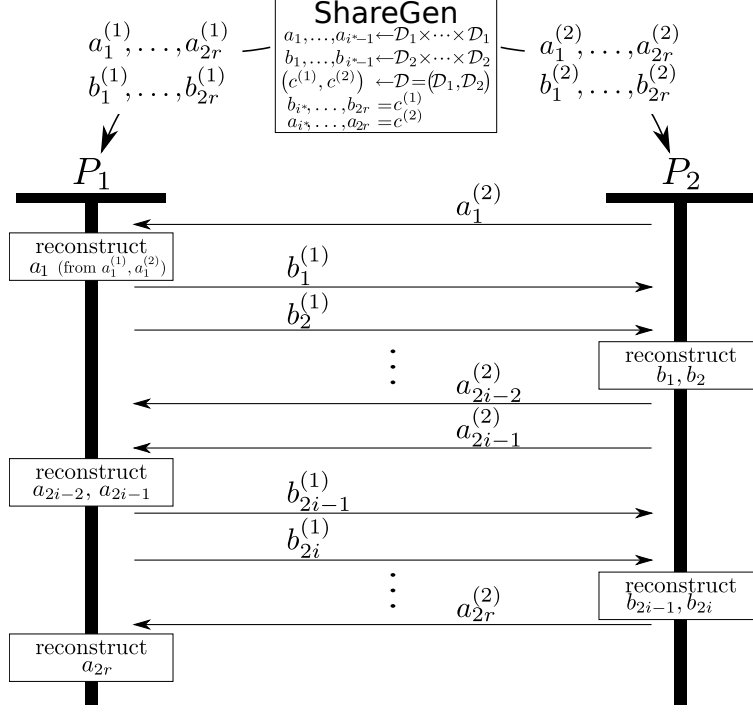 ShareGen
a_1,…,a_{i*−1}←𝒟_1×⋯×𝒟_1
b_1,…,b_{i*−1}←𝒟_2×⋯×𝒟_2
(c^{(1)}, c^{(2)}) ←𝒟=(𝒟_1,𝒟_2)
b_{i*},…,b_{2r} =c^{(1)}
a_{i*},…,a_{2r} =c^{(2)}
a_1^{(1)},…,a_{2r}^{(1)}
b_1^{(1)},…,b_{2r}^{(1)}
a_1^{(2)},…,a_{2r}^{(2)}
b_1^{(2)},…,b_{2r}^{(2)}
P_1
P_2
a_1^{(2)}
reconstruct
a_1 (from a_1^{(1)},a_1^{(2)})
b_1^{(1)}
b_2^{(1)}
reconstruct
b_1,b_2
⋮
a_{2i−2}^{(2)}
a_{2i−1}^{(2)}
reconstruct
a_{2i−2}, a_{2i−1}
b_{2i−1}^{(1)}
b_{2i}^{(1)}
reconstruct
b_{2i−1},b_{2i}
⋮
a_{2r}^{(2)}
reconstruct
a_{2r}